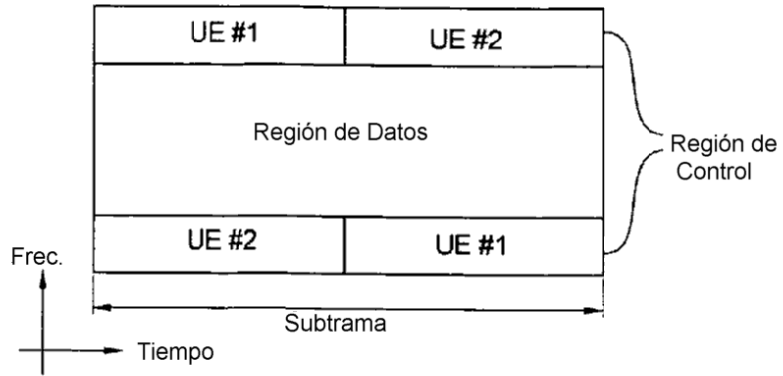 UE #1
UE #2
Región de Datos
Región de
Control
UE #2
UE #1
Frec.
Subtrama
Tiempo